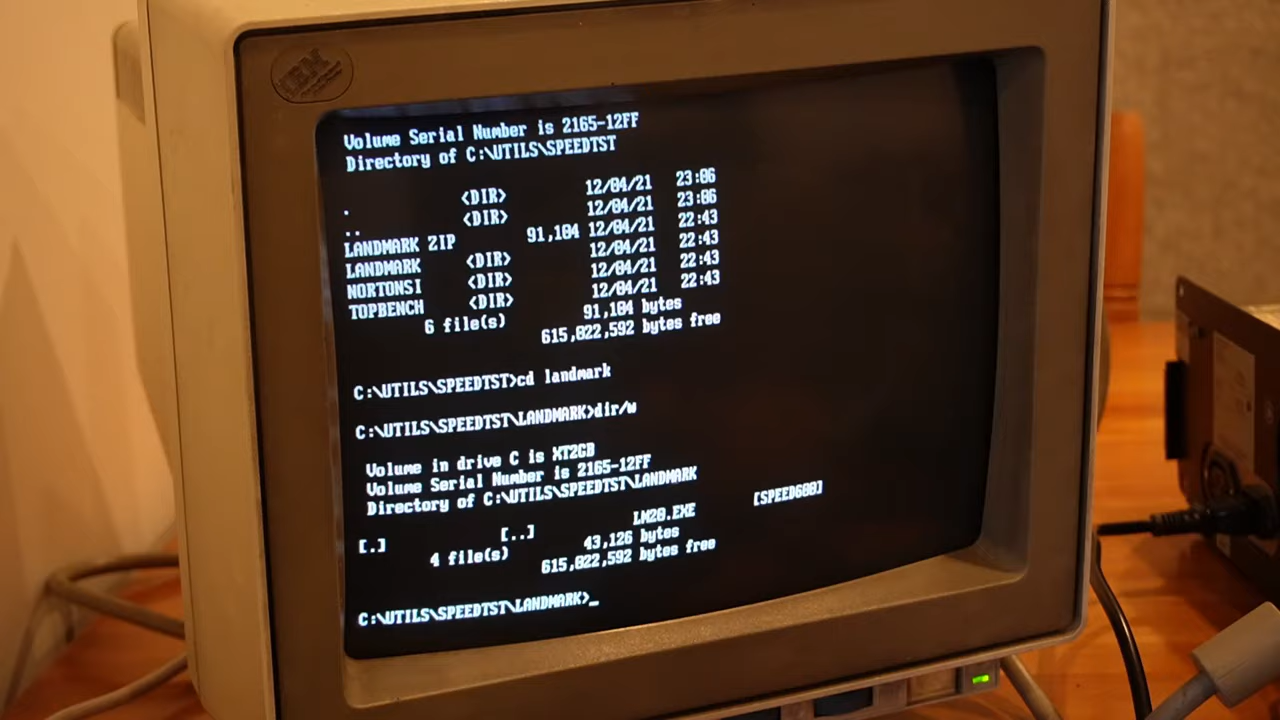 IBM
Volume Serial Number is 2165-12FF
Directory of C:\UTILS\SPEEDTST
. <DIR> 12/04/21 23:06
.. <DIR> 12/04/21 23:06
LANDMARK ZIP 91,104 12/04/21 22:43
LANDMARK <DIR> 12/04/21 22:43
NORTONSI <DIR> 12/04/21 22:43
TOPBENCH <DIR> 12/04/21 22:43
6 file(s) 91,104 bytes
615,022,592 bytes free
C:\UTILS\SPEEDTST>cd landmark
C:\UTILS\SPEEDTST\LANDMARK>dir/w
Volume in drive C is XT2GB
Volume Serial Number is 2165-12FF
Directory of C:\UTILS\SPEEDTST\LANDMARK
[.] [..] LM20.EXE [SPEED600]
4 file(s) 43,126 bytes
615,022,592 bytes free
C:\UTILS\SPEEDTST\LANDMARK>_